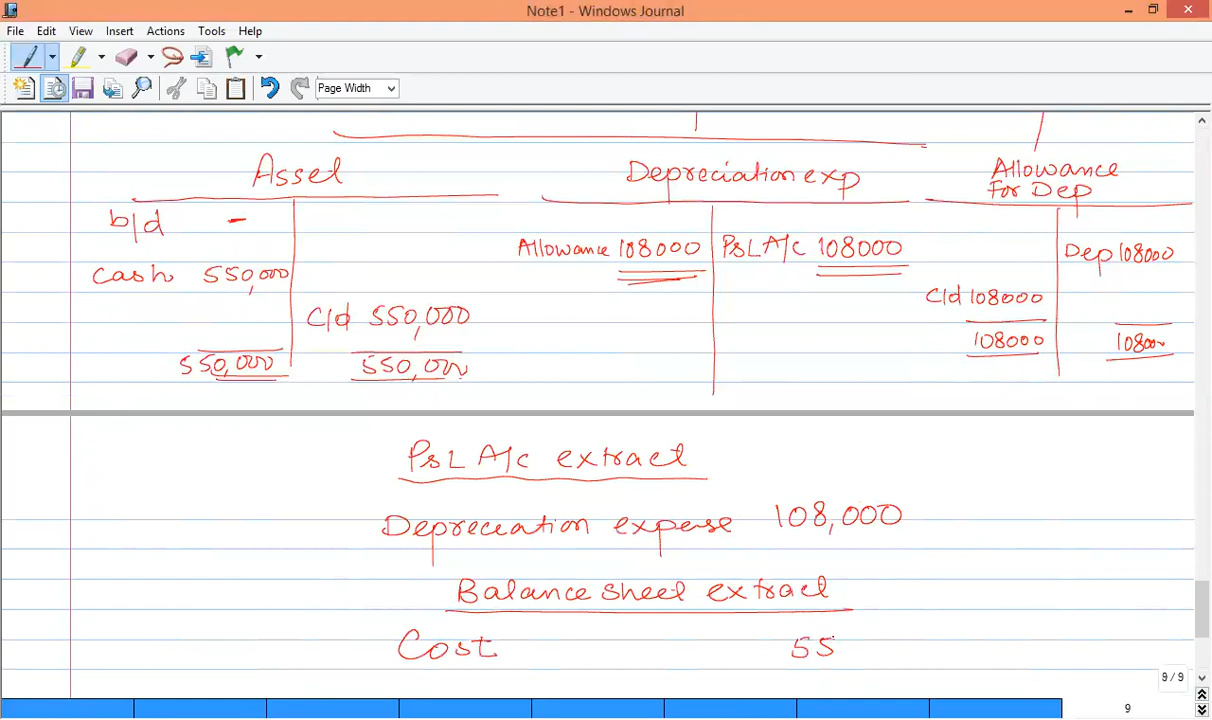 Note1 - Windows Journal
File Edit View Insert Actions Tools Help
Page Width
Asset Depreciation exp Allowance
For Dep
b/d -
Allowance 108000 P&L A/c 108000 Dep 108000
Cash 550,000
C/d 108000
C/d 550,000
108000 108000
550,000 550,000
P&L A/c extract
Depreciation expense 108,000
Balance sheet extract
Cost 55
9 / 9
9